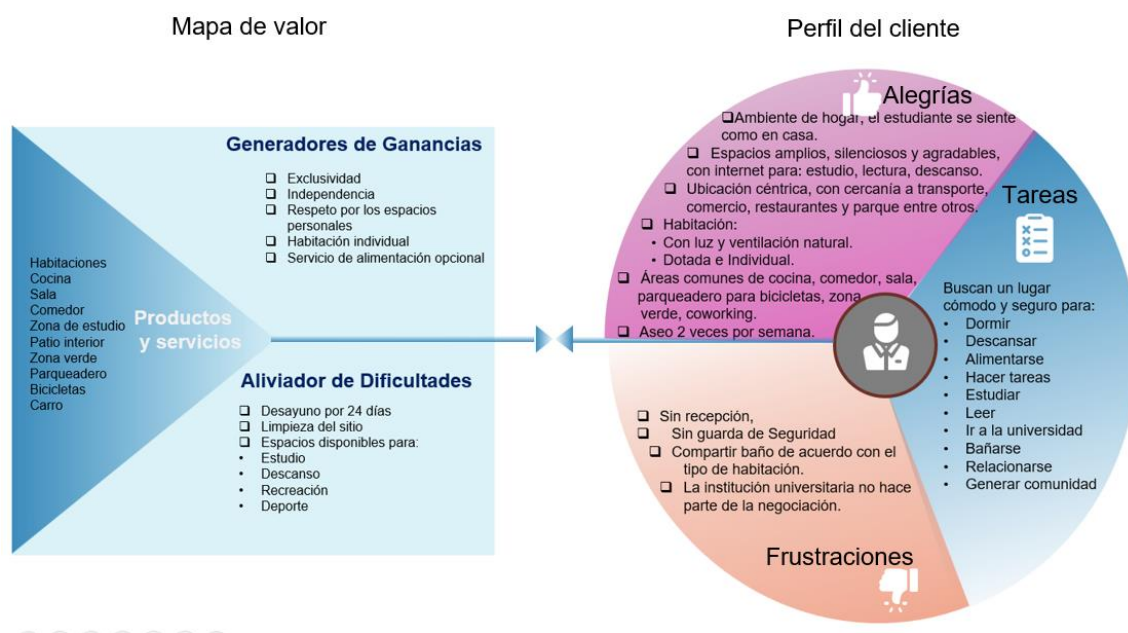 Mapa de valor
Perfil del cliente
Generadores de Ganancias
❑ Exclusividad
❑ Independencia
❑ Respeto por los espacios
personales
❑ Habitación individual
❑ Servicio de alimentación opcional
Habitaciones
Cocina
Sala
Comedor
Zona de estudio
Patio interior
Zona verde
Parqueadero
Bicicletas
Carro
Productos
y servicios
Aliviador de Dificultades
❑ Desayuno por 24 días
❑ Limpieza del sitio
❑ Espacios disponibles para:
• Estudio
• Descanso
• Recreación
• Deporte
Alegrías
❑Ambiente de hogar, el estudiante se siente
como en casa.
❑ Espacios amplios, silenciosos y agradables,
con internet para: estudio, lectura, descanso.
❑ Ubicación céntrica, con cercanía a transporte,
comercio, restaurantes y parque entre otros.
❑ Habitación:
• Con luz y ventilación natural.
• Dotada e Individual.
❑ Áreas comunes de cocina, comedor, sala,
parqueadero para bicicletas, zona
verde, coworking.
❑ Aseo 2 veces por semana.
Tareas
Buscan un lugar
cómodo y seguro para:
• Dormir
• Descansar
• Alimentarse
• Hacer tareas
• Estudiar
• Leer
• Ir a la universidad
• Bañarse
• Relacionarse
• Generar comunidad
❑ Sin recepción,
❑ Sin guarda de Seguridad
❑ Compartir baño de acuerdo con el
tipo de habitación.
❑ La institución universitaria no hace
parte de la negociación.
Frustraciones